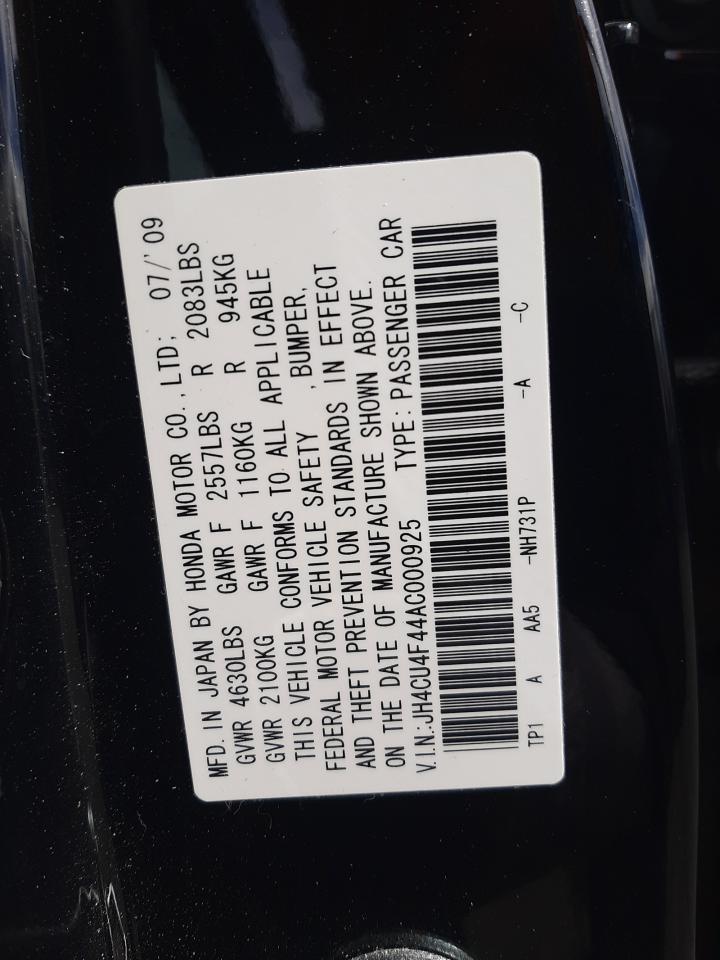 MFD. IN JAPAN BY HONDA MOTOR CO., LTD; 07/'09
GVWR 4630LBS GAWR F 2557LBS R 2083LBS
GVWR 2100KG GAWR F 1160KG R 945KG
THIS VEHICLE CONFORMS TO ALL APPLICABLE
FEDERAL MOTOR VEHICLE SAFETY , BUMPER,
AND THEFT PREVENTION STANDARDS IN EFFECT
ON THE DATE OF MANUFACTURE SHOWN ABOVE.
V.I.N.:JH4CU4F44AC000925 TYPE: PASSENGER CAR
TP1 A AA5 -NH731P -A -C